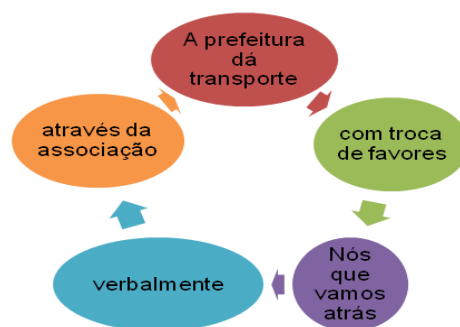 A prefeitura
dá
transporte
com troca
de favores
Nós
que
vamos
atrás
verbalmente
através da
associação